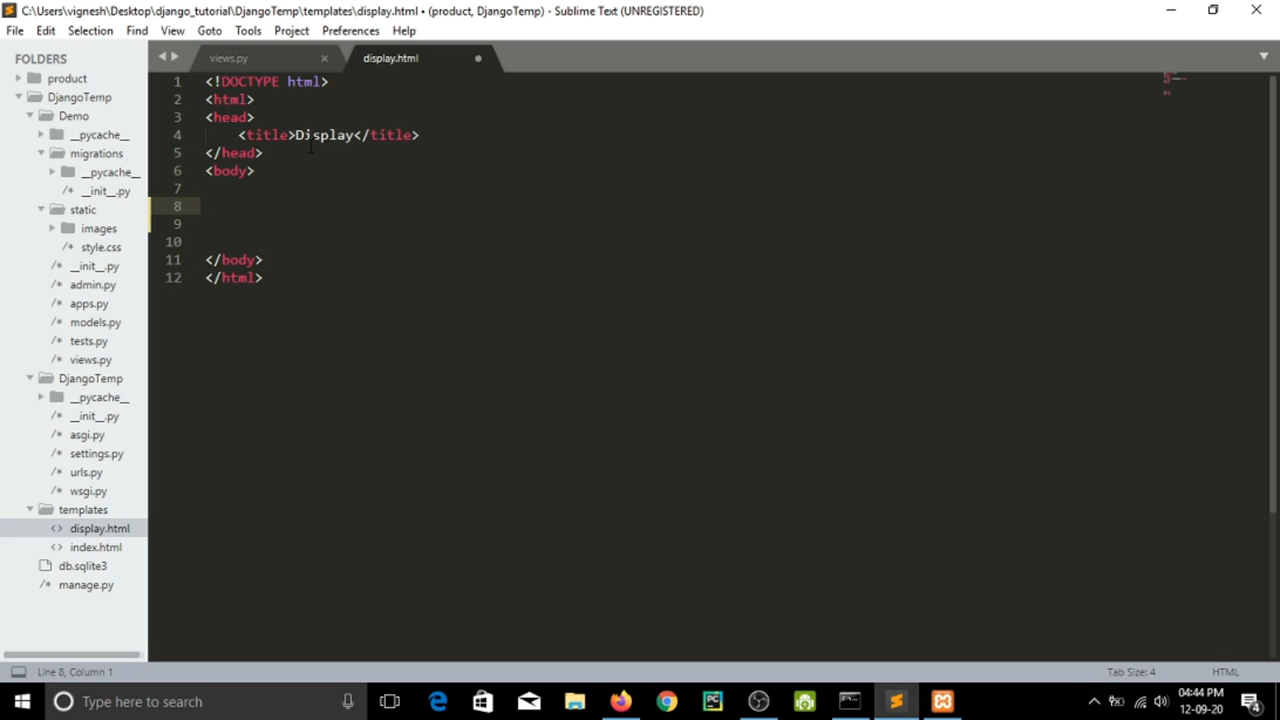 C:\Users\vignesh\Desktop\django_tutorial\DjangoTemp\templates\display.html • (product, DjangoTemp) - Sublime Text (UNREGISTERED)
File Edit Selection Find View Goto Tools Project Preferences Help
FOLDERS
product
DjangoTemp
Demo
__pycache__
migrations
__pycache__
/* __init__.py
static
images
/* style.css
/* __init__.py
/* admin.py
/* apps.py
/* models.py
/* tests.py
/* views.py
DjangoTemp
__pycache__
/* __init__.py
/* asgi.py
/* settings.py
/* urls.py
/* wsgi.py
templates
<> display.html
<> index.html
db.sqlite3
/* manage.py
views.py display.html
1 <!DOCTYPE html>
2 <html>
3 <head>
4 <title>Display</title>
5 </head>
6 <body>
7
8
9
10
11 </body>
12 </html>
Line 8, Column 1 Tab Size: 4 HTML
Type here to search
04:44 PM
12-09-20
4